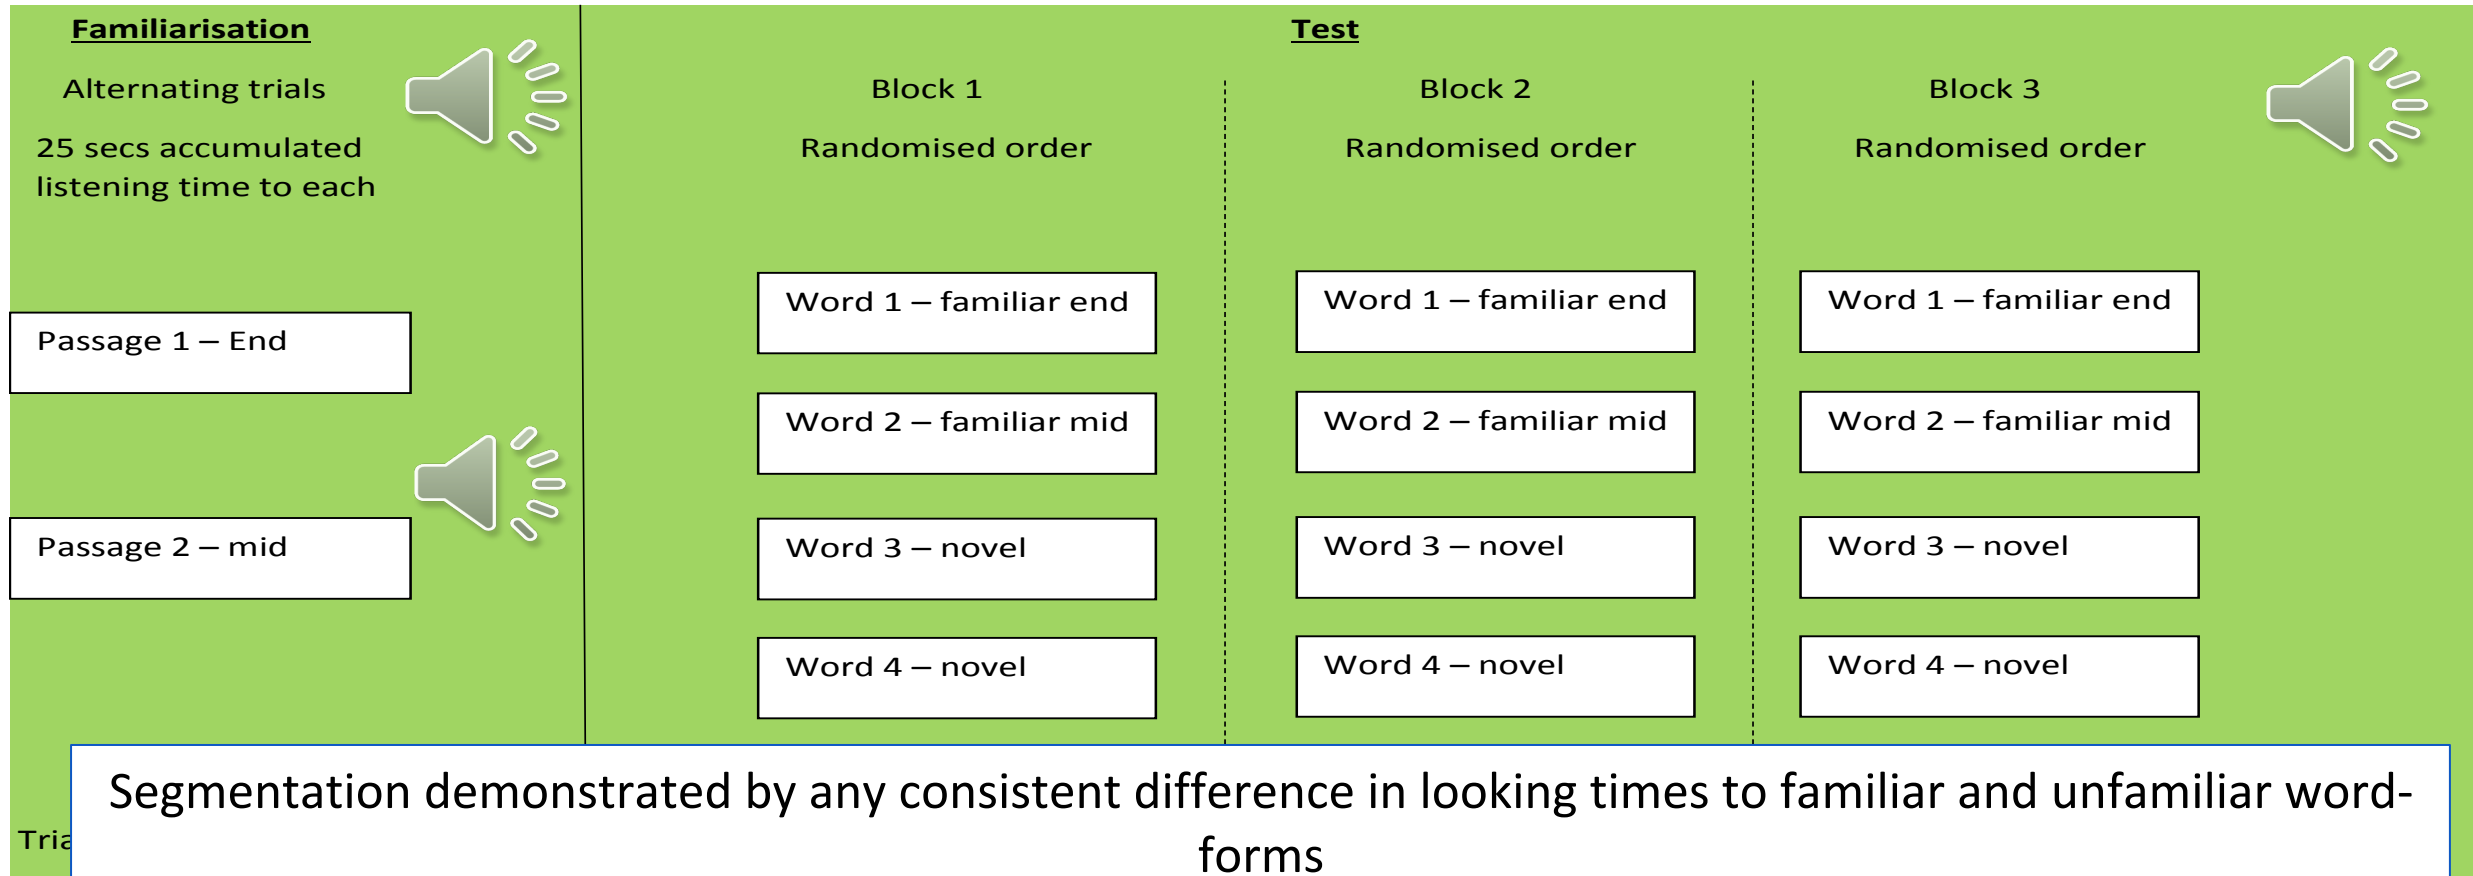 Familiarisation
Alternating trials
25 secs accumulated
listening time to each
Passage 1 – End
Passage 2 – mid
Test
Block 1
Randomised order
Word 1 – familiar end
Word 2 – familiar mid
Word 3 – novel
Word 4 – novel
Block 2
Randomised order
Word 1 – familiar end
Word 2 – familiar mid
Word 3 – novel
Word 4 – novel
Block 3
Randomised order
Word 1 – familiar end
Word 2 – familiar mid
Word 3 – novel
Word 4 – novel
Segmentation demonstrated by any consistent difference in looking times to familiar and unfamiliar word-
forms